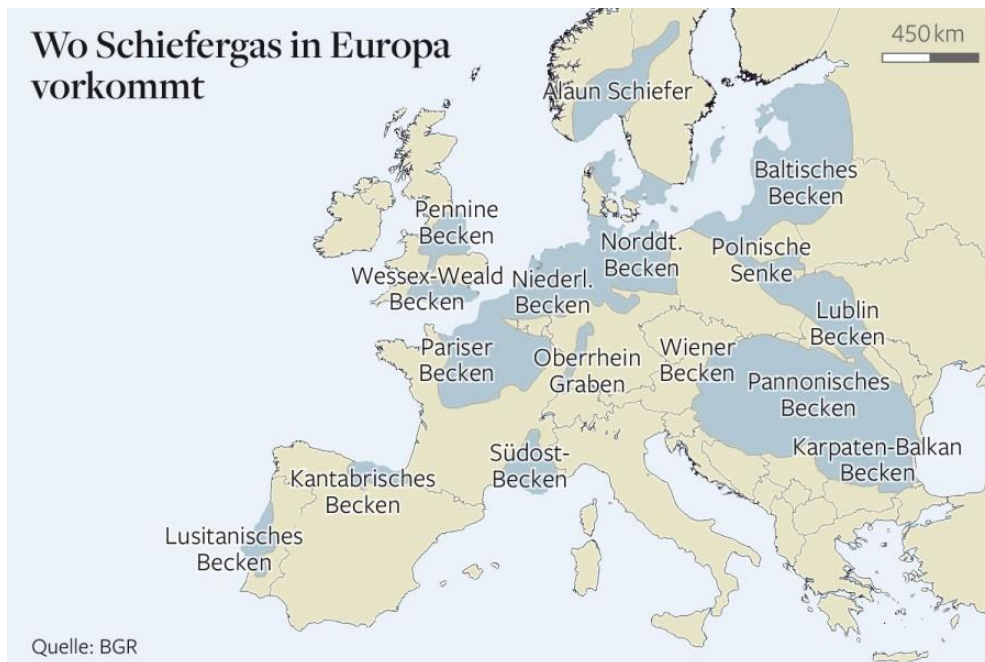 Wo Schiefergas in Europa
vorkommt
450 km
Alaun Schiefer
Baltisches
Becken
Pennine
Becken
Norddt.
Becken
Polnische
Senke
Wessex-Weald
Becken
Niederl.
Becken
Lublin
Becken
Pariser
Becken
Oberrhein
Graben
Wiener
Becken
Pannonisches
Becken
Karpaten-Balkan
Becken
Südost-
Becken
Kantabrisches
Becken
Lusitanisches
Becken
Quelle: BGR